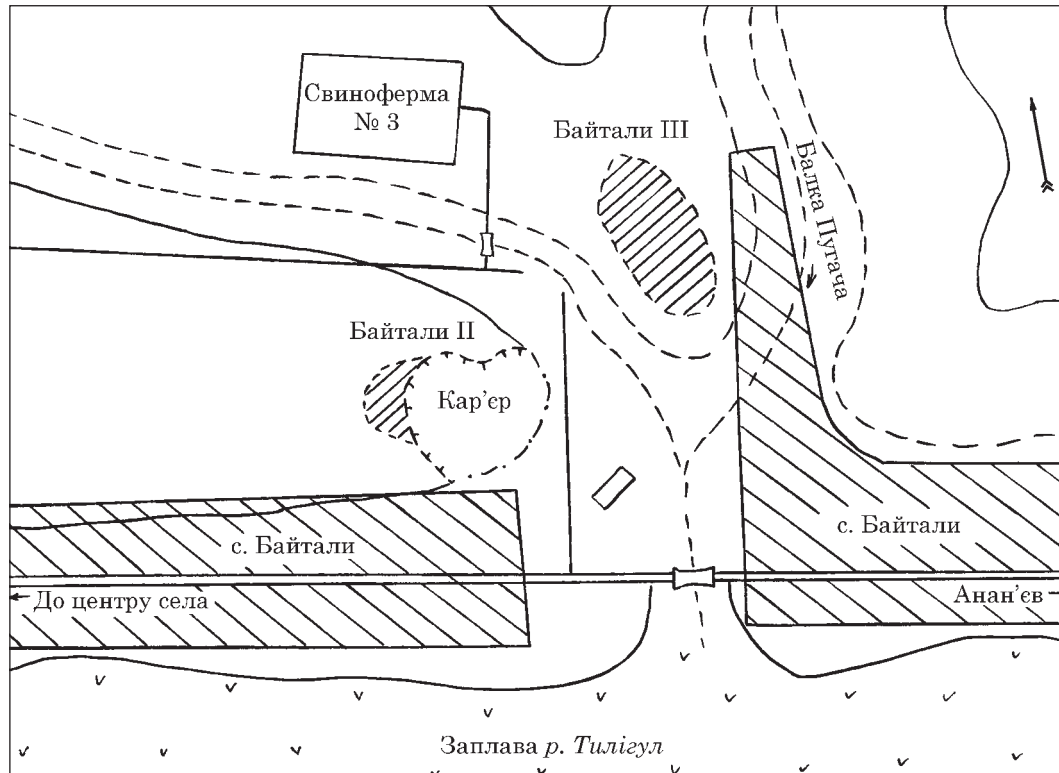 Свиноферма
№ 3
Байтали III
Балка Пугача
Байтали II
Кар’єр
с. Байтали
с. Байтали
До центру села
Анан’єв
Заплава р. Тилігул